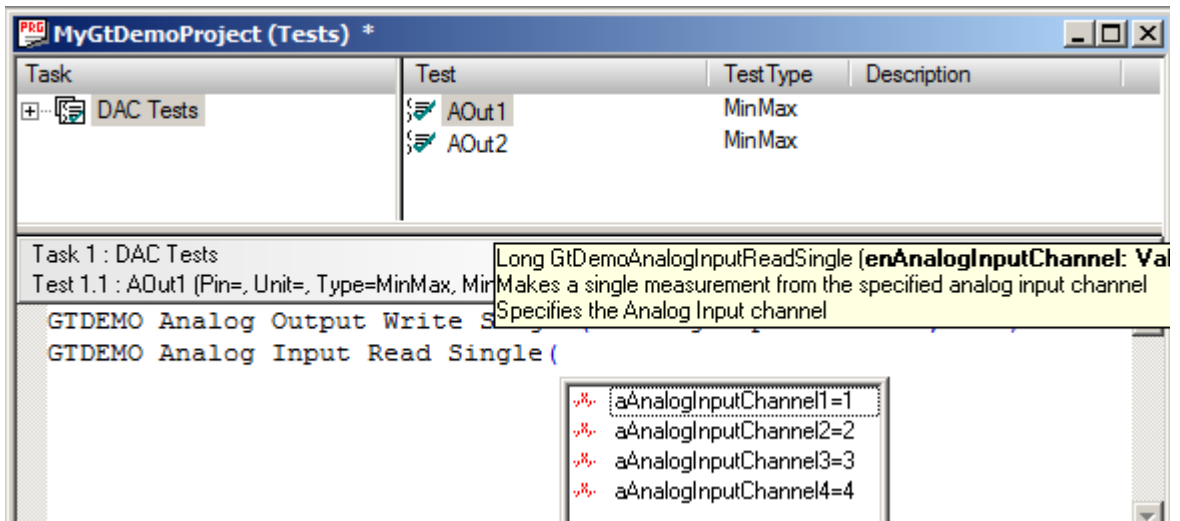 PRG MyGtDemoProject (Tests) *
Task Test TestType Description
DAC Tests AOut1 MinMax
AOut2 MinMax
Task 1 : DAC Tests
Test 1.1 : AOut1 (Pin=, Unit=, Type=MinMax, Min
Long GtDemoAnalogInputReadSingle (enAnalogInputChannel: Val
Makes a single measurement from the specified analog input channel
Specifies the Analog Input channel
GTDEMO Analog Output Write S
GTDEMO Analog Input Read Single(
aAnalogInputChannel1=1
aAnalogInputChannel2=2
aAnalogInputChannel3=3
aAnalogInputChannel4=4